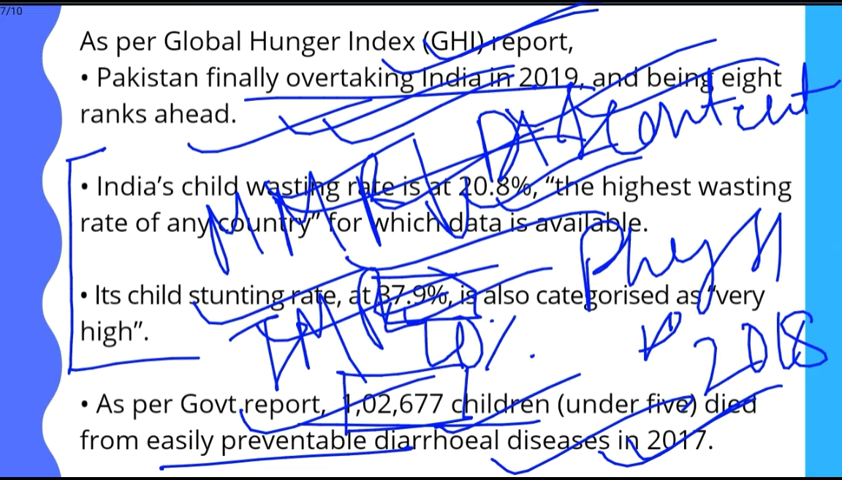 7/10
As per Global Hunger Index (GHI) report,
• Pakistan finally overtaking India in 2019, and being eight
ranks ahead.
• India's child wasting rate is at 20.8%, "the highest wasting
rate of any country" for which data is available.
• Its child stunting rate, at 37.9%, is also categorised as "very
high".
• As per Govt report, 1,02,677 children (under five) died
from easily preventable diarrhoeal diseases in 2017.
MMR
IMR
2018